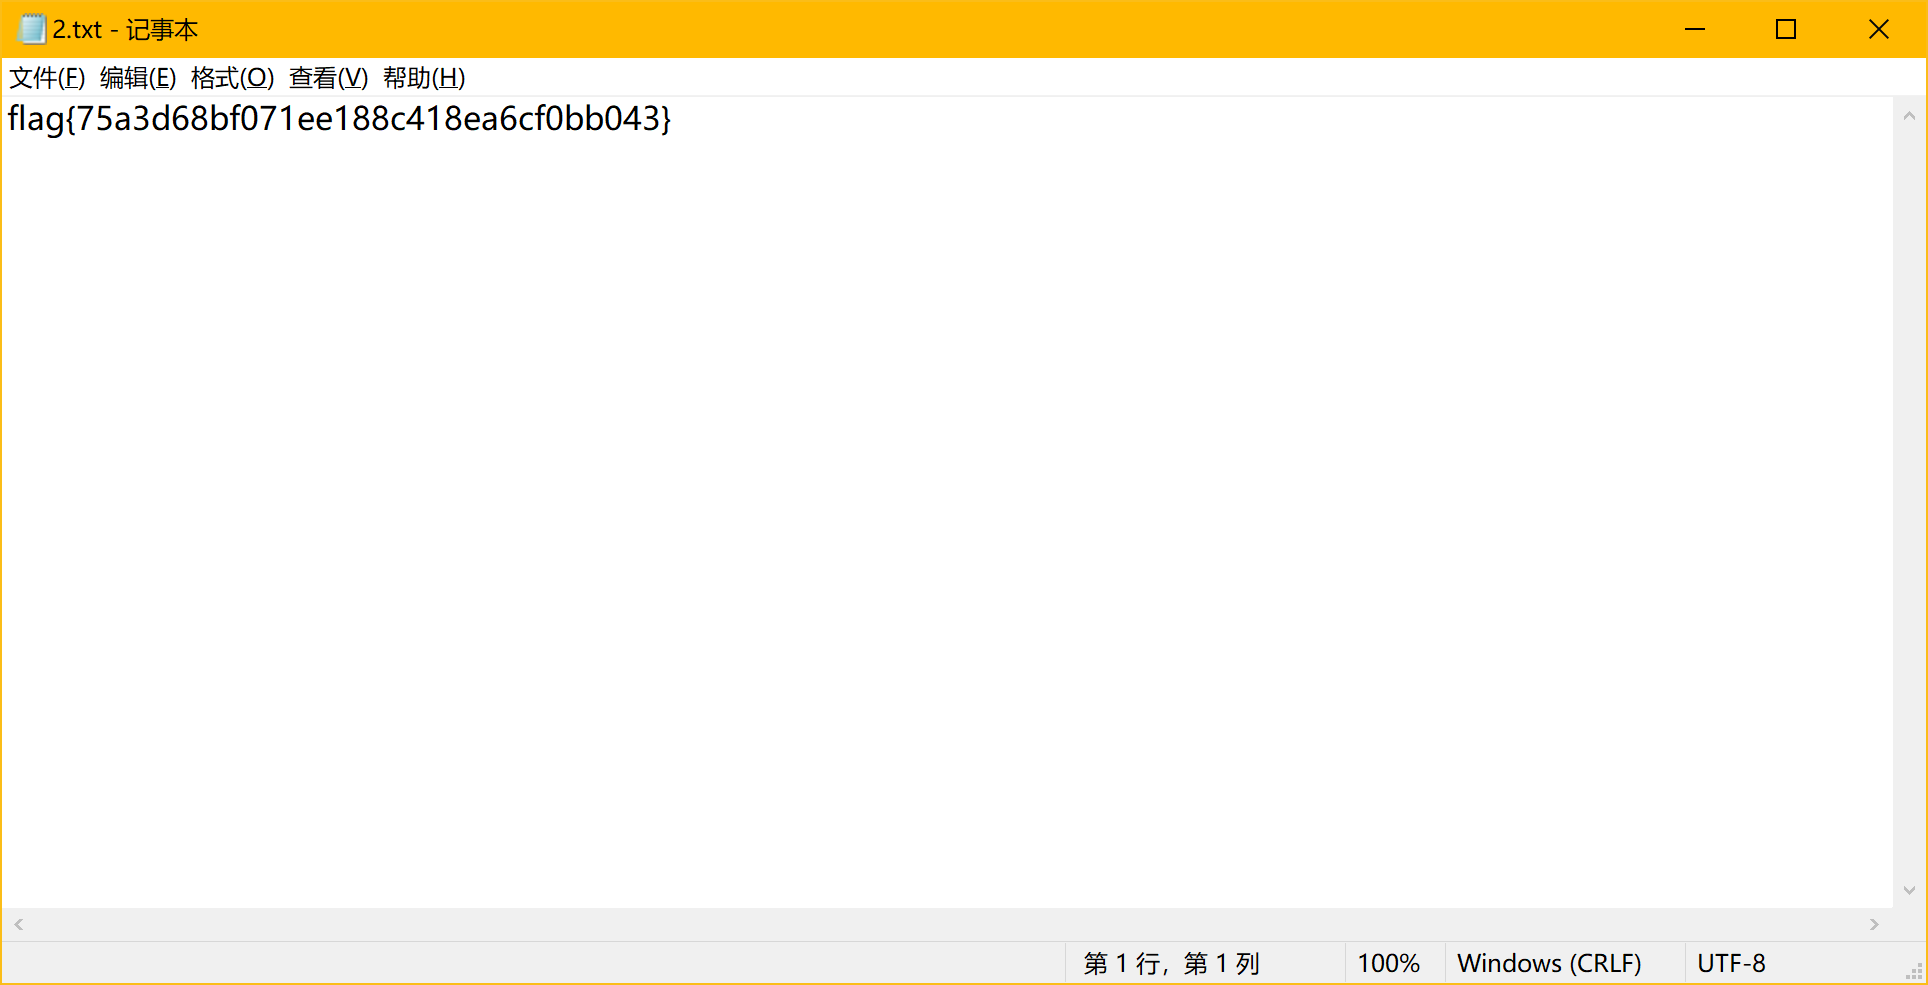 2.txt - 记事本
文件(F) 编辑(E) 格式(O) 查看(V) 帮助(H)
flag{75a3d68bf071ee188c418ea6cf0bb043}
第 1 行，第 1 列 100% Windows (CRLF) UTF-8